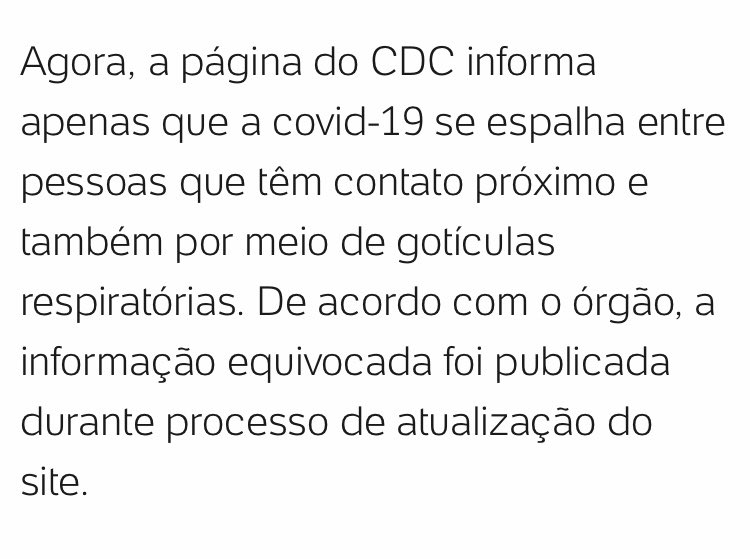 Agora, a página do CDC informa
apenas que a covid-19 se espalha entre
pessoas que têm contato próximo e
também por meio de gotículas
respiratórias. De acordo com o órgão, a
informação equivocada foi publicada
durante processo de atualização do
site.